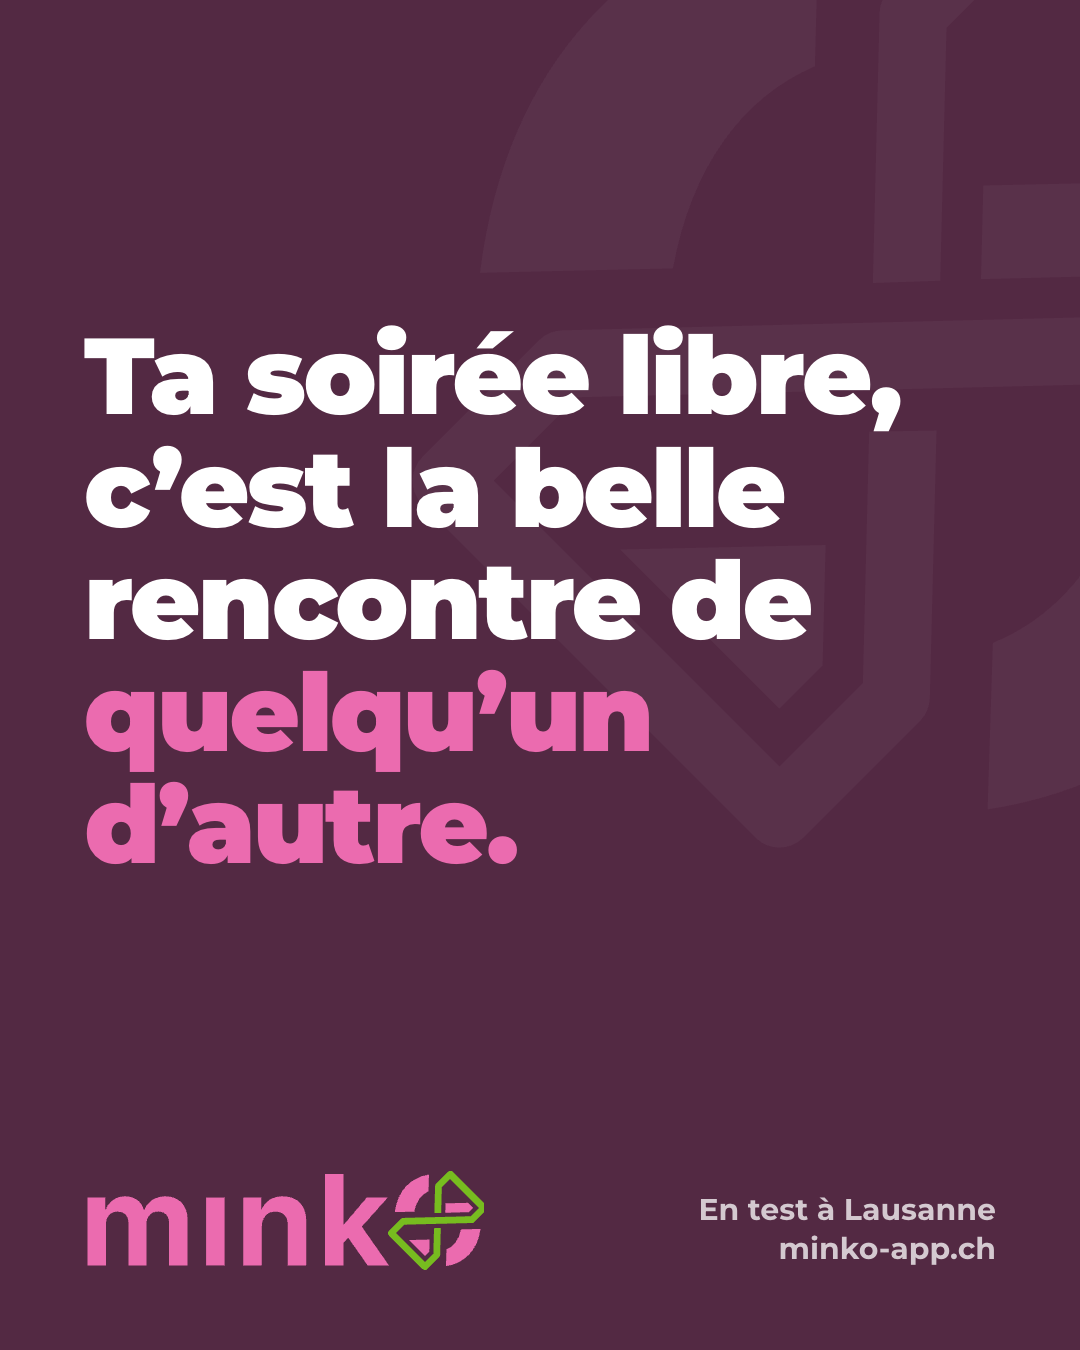 Ta soirée libre,
c’est la belle
rencontre de
quelqu’un
d’autre.
minko
En test à Lausanne
minko-app.ch